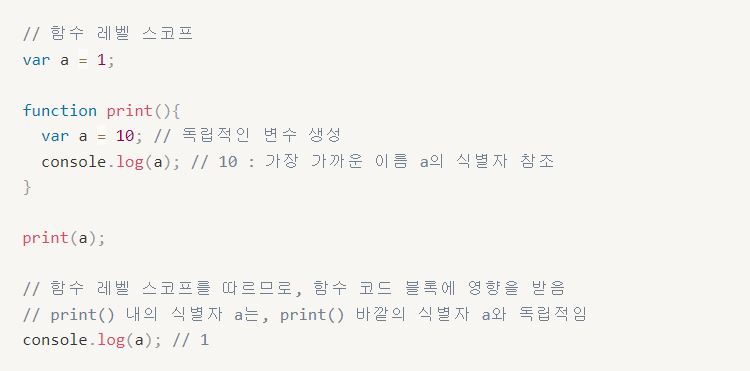 // 함수 레벨 스코프
var a = 1;
function print(){
var a = 10; // 독립적인 변수 생성
console.log(a); // 10 : 가장 가까운 이름 a의 식별자 참조
}
print(a);
// 함수 레벨 스코프를 따르므로, 함수 코드 블록에 영향을 받음
// print() 내의 식별자 a는, print() 바깥의 식별자 a와 독립적임
console.log(a); // 1